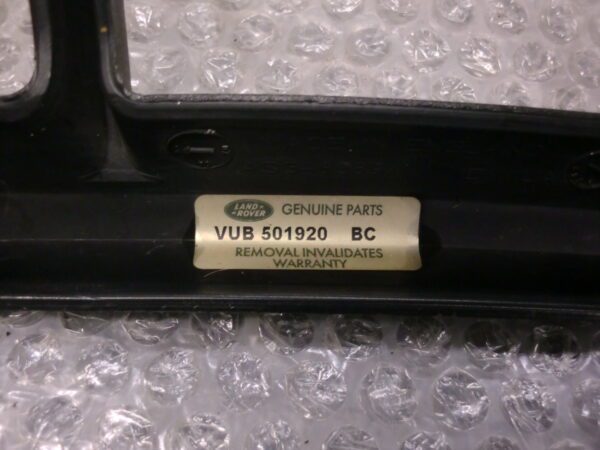 LAND ROVER GENUINE PARTS
VUB 501920 BC
REMOVAL INVALIDATES
WARRANTY